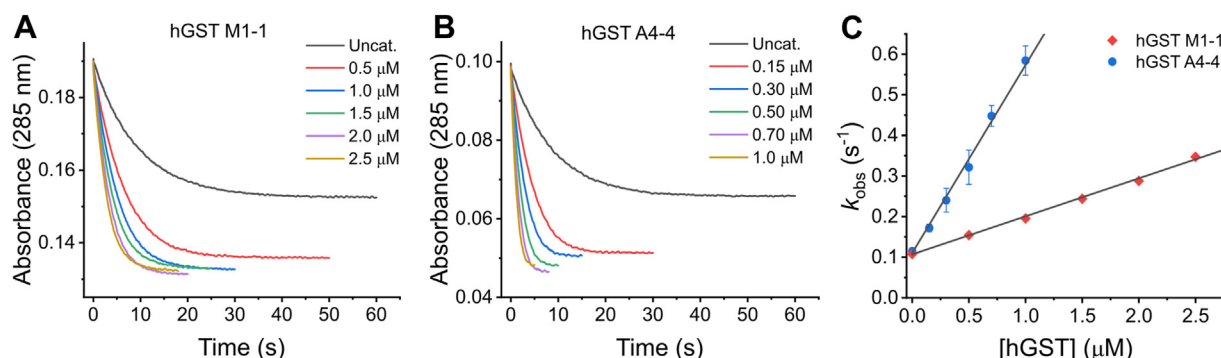 A
hGST M1-1
Absorbance (285 nm)
0.18
0.16
0.14
Uncat.
0.5 μM
1.0 μM
1.5 μM
2.0 μM
2.5 μM
0 10 20 30 40 50 60
Time (s)
B
hGST A4-4
Absorbance (285 nm)
0.10
0.08
0.06
0.04
Uncat.
0.15 μM
0.30 μM
0.50 μM
0.70 μM
1.0 μM
0 10 20 30 40 50 60
Time (s)
C
hGST M1-1
hGST A4-4
kobs (s-1)
0.6
0.5
0.4
0.3
0.2
0.1
0.0
0.0 0.5 1.0 1.5 2.0 2.5
[hGST] (μM)